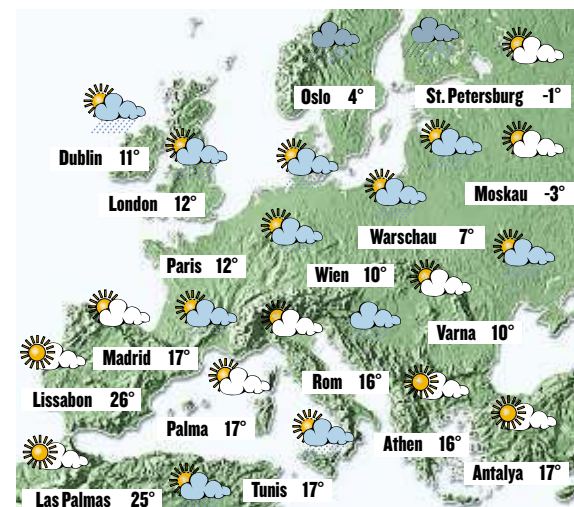 Oslo 4°
St. Petersburg -1°
Dublin 11°
Moskau -3°
London 12°
Warschau 7°
Paris 12°
Wien 10°
Varna 10°
Madrid 17°
Rom 16°
Lissabon 26°
Palma 17°
Athen 16°
Antalya 17°
Las Palmas 25°
Tunis 17°